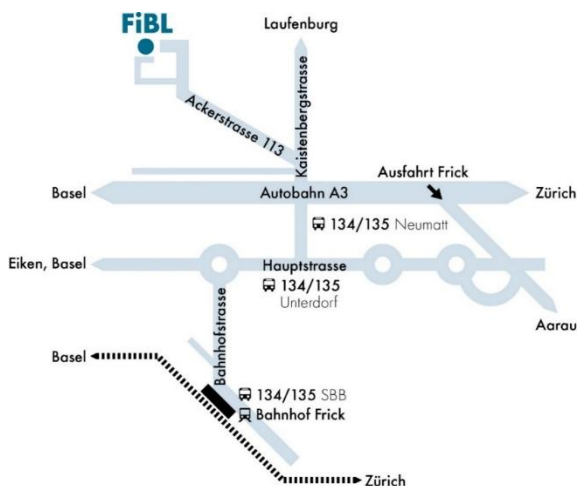 FiBL
Laufenburg
Ackerstrasse 113
Kaistenbergstrasse
Ausfahrt Frick
Basel
Autobahn A3
Zürich
134/135 Neumatt
Eiken, Basel
Hauptstrasse
134/135
Unterdorf
Aarau
Bahnhofstrasse
Basel
134/135 SBB
Bahnhof Frick
Zürich